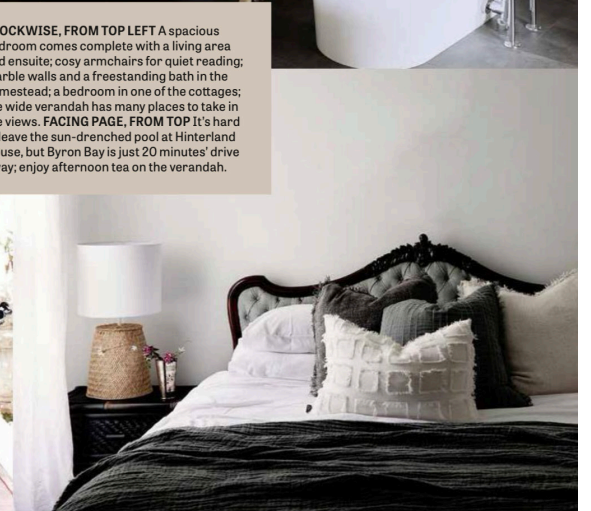 OCKWISE, FROM TOP LEFT A spacious
droom comes complete with a living area
d ensuite; cosy armchairs for quiet reading;
arble walls and a freestanding bath in the
mestead; a bedroom in one of the cottages;
e wide verandah has many places to take in
e views. FACING PAGE, FROM TOP It's hard
leave the sun-drenched pool at Hinterland
use, but Byron Bay is just 20 minutes' drive
ay; enjoy afternoon tea on the verandah.